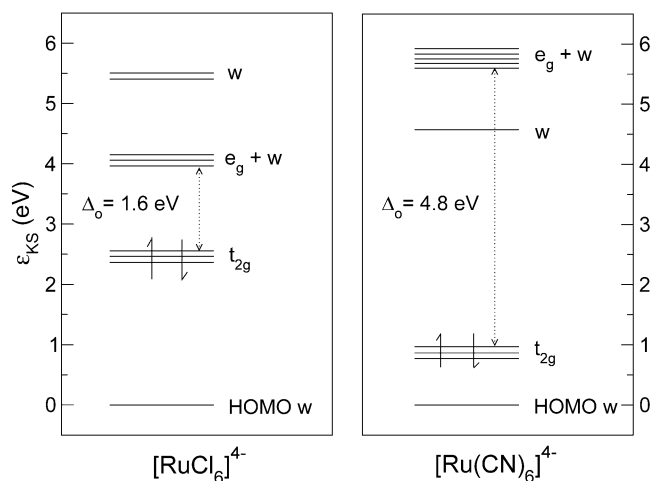 6
5
4
3
2
1
0
ε_KS (eV)
w
e_g + w
Δ_o= 1.6 eV
t_2g
HOMO w
[RuCl_6]^4-
e_g + w
w
Δ_o= 4.8 eV
t_2g
HOMO w
6
5
4
3
2
1
0
[Ru(CN)_6]^4-